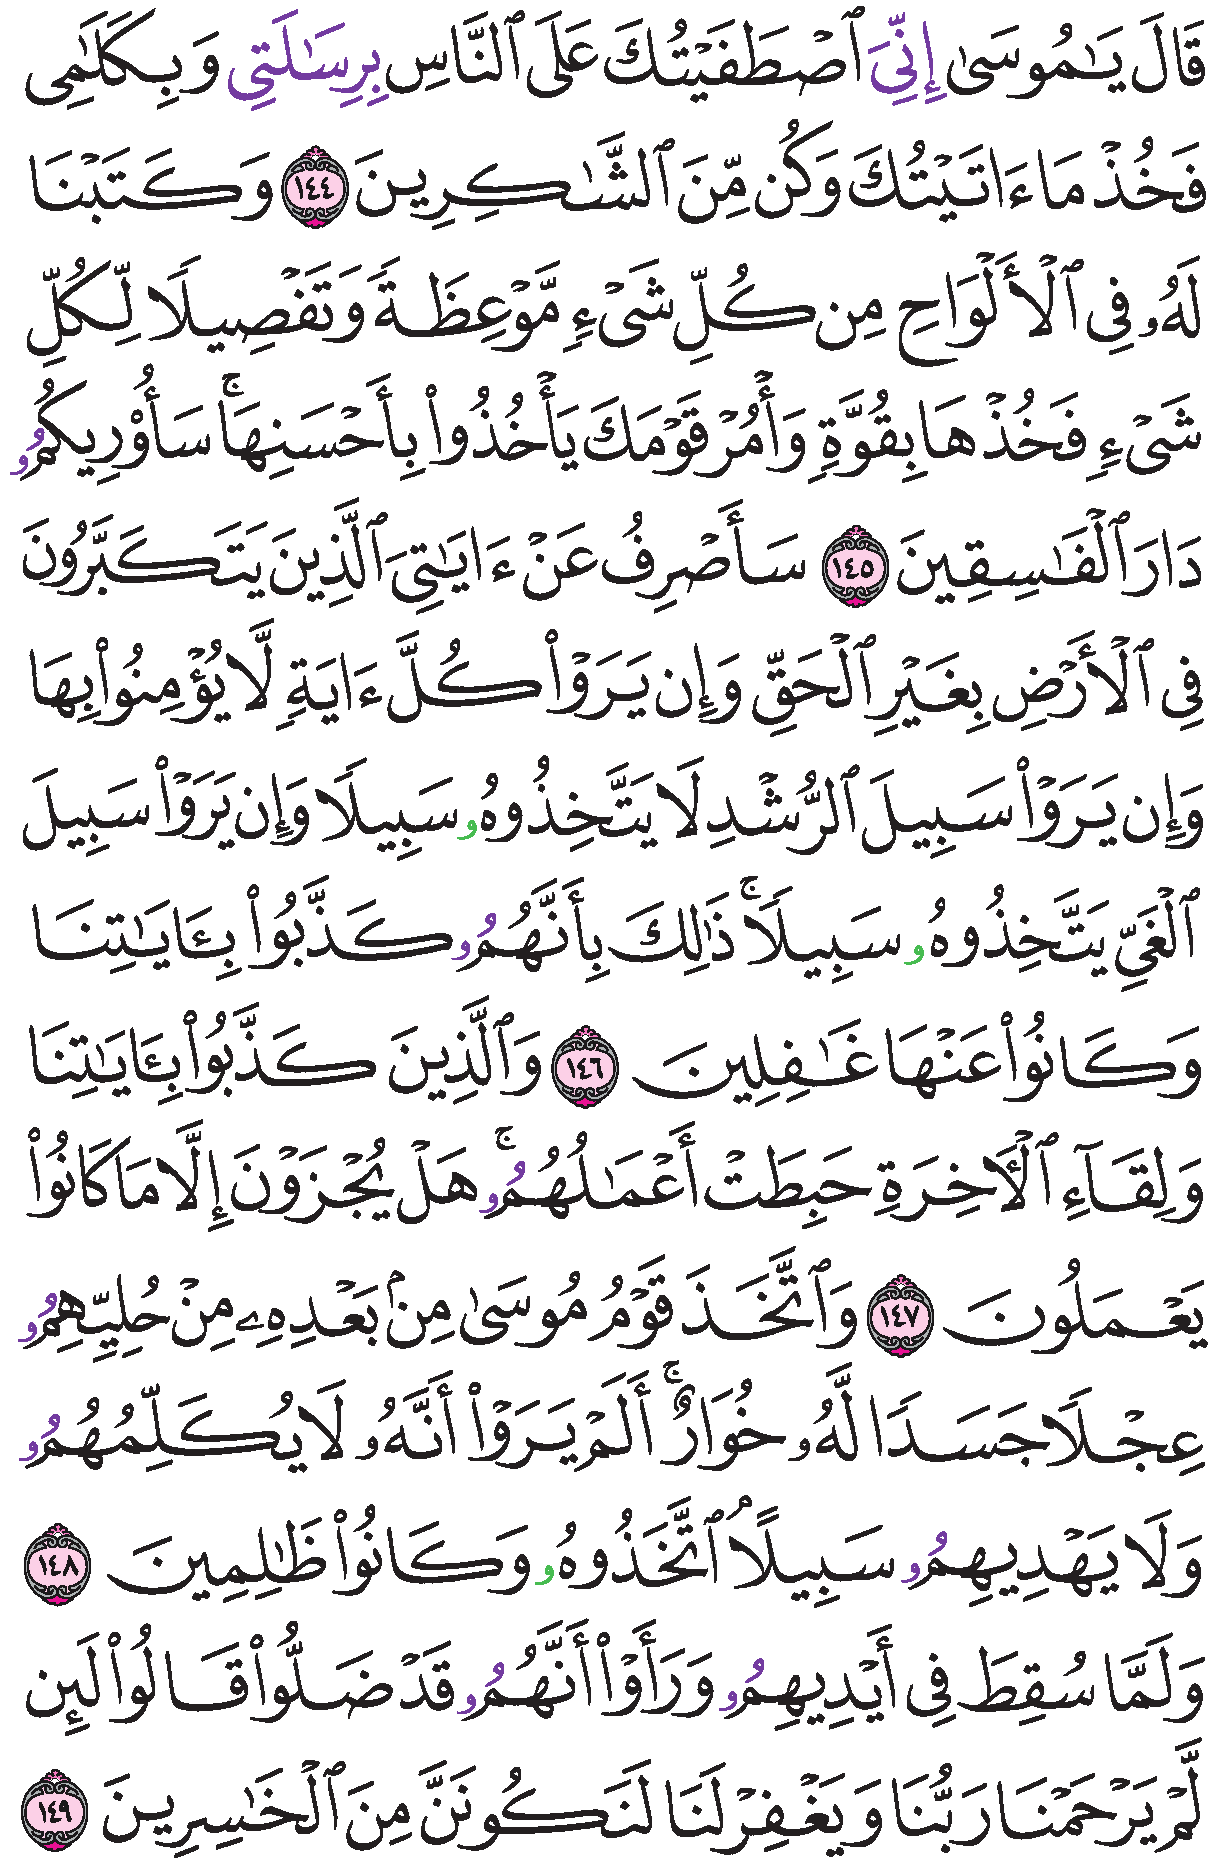 قَالَ يَٰمُوسَىٰ إِنِّيَ ٱصۡطَفَيۡتُكَ عَلَى ٱلنَّاسِ بِرِسَٰلَتِي وَبِكَلَٰمِي
فَخُذۡ مَا ءَاتَيۡتُكَ وَكُن مِّنَ ٱلشَّٰكِرِينَ ١٤٤ وَكَتَبۡنَا
لَهُۥ فِي ٱلۡأَلۡوَاحِ مِن كُلِّ شَيۡءٖ مَّوۡعِظَةٗ وَتَفۡصِيلٗا لِّكُلِّ
شَيۡءٖ فَخُذۡهَا بِقُوَّةٖ وَأۡمُرۡ قَوۡمَكَ يَأۡخُذُواْ بِأَحۡسَنِهَاۚ سَأُوْرِيكُمُۥ
دَارَ ٱلۡفَٰسِقِينَ ١٤٥ سَأَصۡرِفُ عَنۡ ءَايَٰتِيَ ٱلَّذِينَ يَتَكَبَّرُونَ
فِي ٱلۡأَرۡضِ بِغَيۡرِ ٱلۡحَقِّ وَإِن يَرَوۡاْ كُلَّ ءَايَةٖ لَّا يُؤۡمِنُواْ بِهَا
وَإِن يَرَوۡاْ سَبِيلَ ٱلرُّشۡدِ لَا يَتَّخِذُوهُۥ سَبِيلٗا وَإِن يَرَوۡاْ سَبِيلَ
ٱلۡغَيِّ يَتَّخِذُوهُۥ سَبِيلٗاۚ ذَٰلِكَ بِأَنَّهُمُۥ كَذَّبُواْ بِـَٔايَٰتِنَا
وَكَانُواْ عَنۡهَا غَٰفِلِينَ ١٤٦ وَٱلَّذِينَ كَذَّبُواْ بِـَٔايَٰتِنَا
وَلِقَآءِ ٱلۡأٓخِرَةِ حَبِطَتۡ أَعۡمَٰلُهُمُۥۚ هَلۡ يُجۡزَوۡنَ إِلَّا مَا كَانُواْ
يَعۡمَلُونَ ١٤٧ وَٱتَّخَذَ قَوۡمُ مُوسَىٰ مِنۢ بَعۡدِهِۦ مِنۡ حُلِيِّهِمُۥ
عِجۡلٗا جَسَدٗا لَّهُۥ خُوَارٌۚ أَلَمۡ يَرَوۡاْ أَنَّهُۥ لَا يُكَلِّمُهُمُۥ
وَلَا يَهۡدِيهِمُۥ سَبِيلًاۘ ٱتَّخَذُوهُۥ وَكَانُواْ ظَٰلِمِينَ ١٤٨
وَلَمَّا سُقِطَ فِي أَيۡدِيهِمُۥ وَرَأَوۡاْ أَنَّهُمُۥ قَدۡ ضَلُّواْ قَالُواْ لَئِن
لَّمۡ يَرۡحَمۡنَا رَبُّنَا وَيَغۡفِرۡ لَنَا لَنَكُونَنَّ مِنَ ٱلۡخَٰسِرِينَ ١٤٩